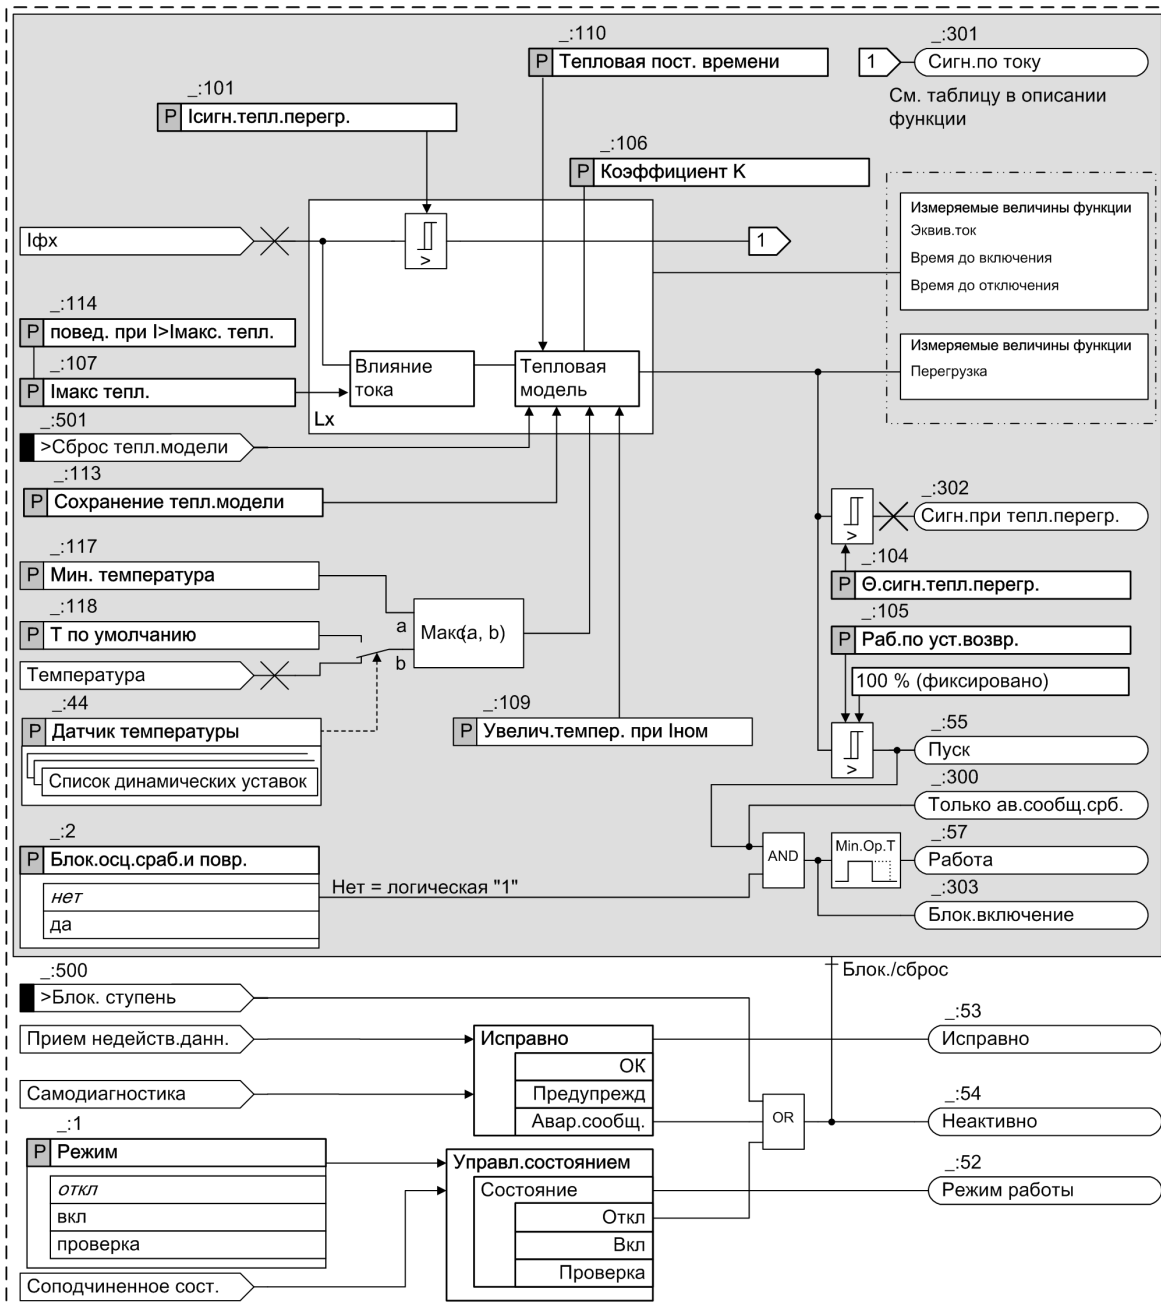 _:110
P Тепловая пост. времени
_:301
1 Сигн.по току
См. таблицу в описании
функции
_:101
P Iсигн.тепл.перегр.
_:106
P Коэффициент K
Iфх
>
1
Измеряемые величины функции
Эквив.ток
Время до включения
Время до отключения
_:114
P повед. при I>Iмакс. тепл.
_:107
P Iмакс тепл.
Влияние
тока
Тепловая
модель
Lx
Измеряемые величины функции
Перегрузка
_:501
>Сброс тепл.модели
_:113
P Сохранение тепл.модели
_:302
> Сигн.при тепл.перегр.
_:104
P Θ.сигн.тепл.перегр.
_:117
P Мин. температура
_:118
P T по умолчанию
Температура
a
b
Макс(a, b)
_:105
P Раб.по уст.возвр.
100 % (фиксировано)
_:44
P Датчик температуры
Список динамических уставок
_:109
P Увелич.темпер. при Iном
>
_:55
Пуск
_:300
Только ав.сообщ.срб.
_:2
P Блок.осц.сраб.и повр.
нет
да
Нет = логическая "1"
AND
Min.Op.T
_:57
Работа
_:303
Блок.включение
Блок./сброс
_:500
>Блок. ступень
Прием недейств.данн.
Самодиагностика
Исправно
ОК
Предупрежд
Авар.сообщ.
_:53
Исправно
OR
_:54
Неактивно
_:1
P Режим
откл
вкл
проверка
Соподчиненное сост.
Управл.состоянием
Состояние
Откл
Вкл
Проверка
_:52
Режим работы